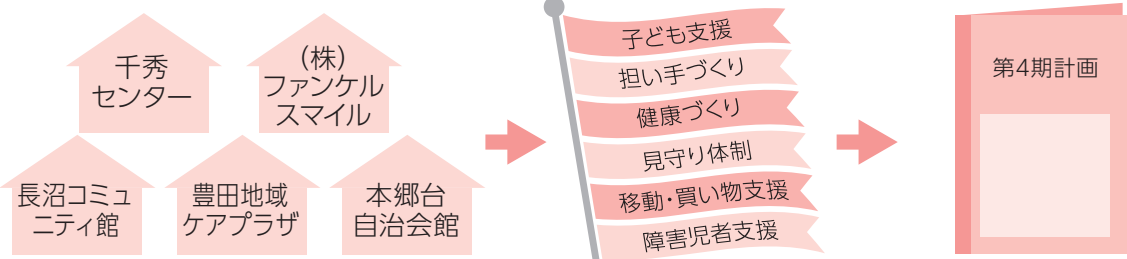 千秀
センター
(株)
ファンケル
スマイル
長沼コミュ
ニティ館
豊田地域
ケアプラザ
本郷台
自治会館
子ども支援
担い手づくり
健康づくり
見守り体制
移動・買い物支援
障害児者支援
第4期計画